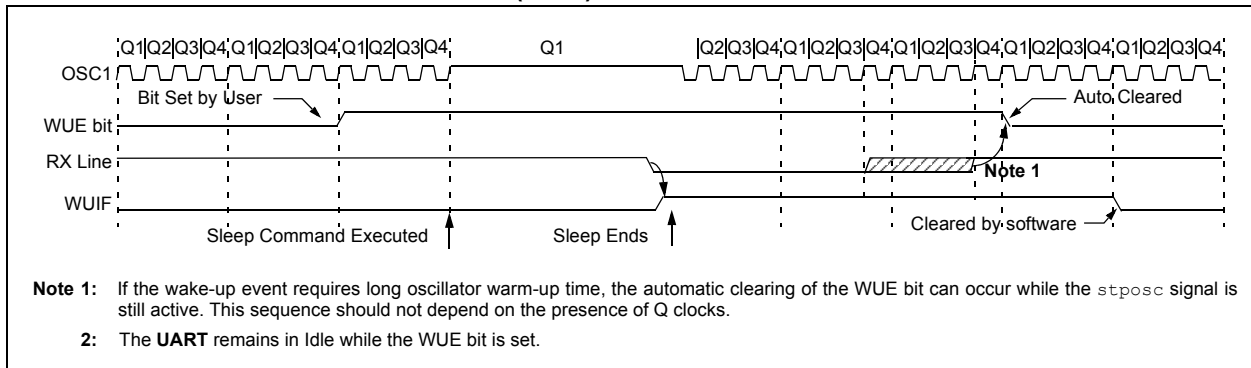 Q1|Q2|Q3|Q4|Q1|Q2|Q3|Q4|Q1|Q2|Q3|Q4 Q1 |Q2|Q3|Q4|Q1|Q2|Q3|Q4|Q1|Q2|Q3|Q4|Q1|Q2|Q3|Q4|Q1|Q2|Q3|Q4
OSC1
Bit Set by User
Auto Cleared
WUE bit
RX Line
Note 1
WUIF
Cleared by software
Sleep Command Executed
Sleep Ends
Note 1: If the wake-up event requires long oscillator warm-up time, the automatic clearing of the WUE bit can occur while the stposc signal is
still active. This sequence should not depend on the presence of Q clocks.
2: The UART remains in Idle while the WUE bit is set.